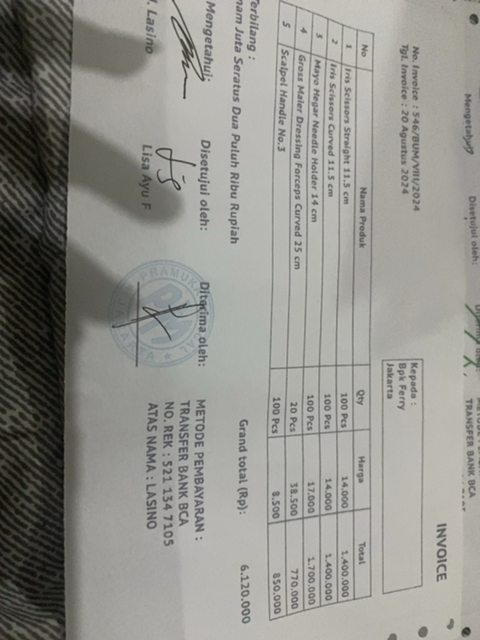 Mengetahui
Disetujui oleh:
TRANSFER BANK BCA
INVOICE
No. Invoice : 546/BUM/VIII/2024
Tgl. Invoice : 20 Agustus 2024
Kepada :
Bpk Ferry
Jakarta
No Nama Produk Qty Harga Total
1 Iris Scissors Straight 11.5 cm 100 Pcs 14.000 1.400.000
2 Iris Scissors Curved 11.5 cm 100 Pcs 14.000 1.400.000
3 Mayo Hegar Needle Holder 14 cm 100 Pcs 17.000 1.700.000
4 Gross Maier Dressing Forceps Curved 25 cm 20 Pcs 38.500 770.000
5 Scalpel Handle No.3 100 Pcs 8.500 850.000
Grand total (Rp): 6.120.000
Terbilang :
nam Juta Seratus Dua Puluh Ribu Rupiah
Mengetahui: Disetujui oleh: Diterima oleh:
METODE PEMBAYARAN :
TRANSFER BANK BCA
NO. REK : 521 134 7105
ATAS NAMA : LASINO
PRAMUKA
JAKARTA
. Lasino Lisa Ayu F